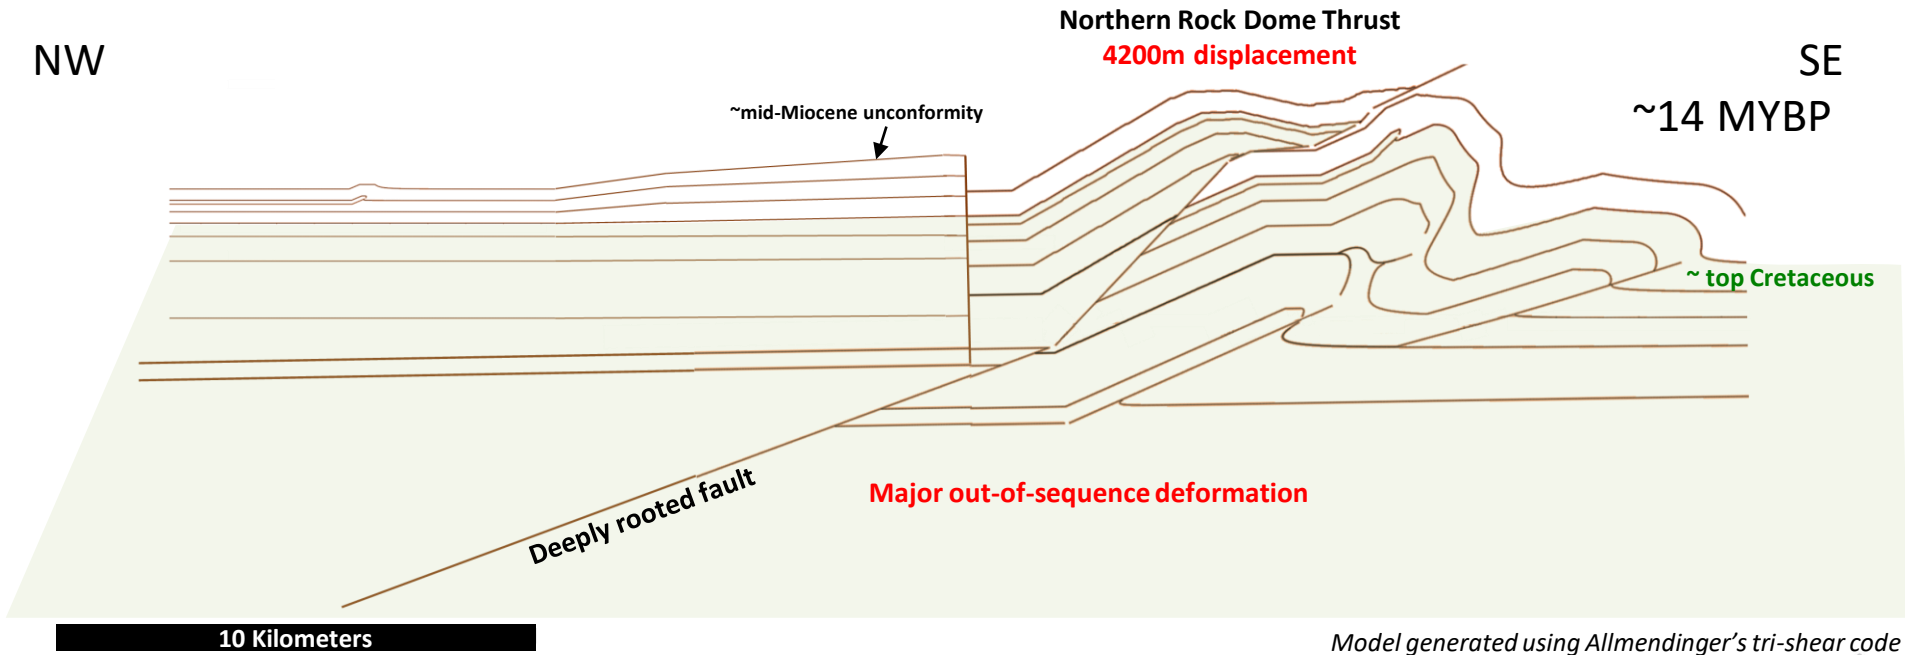 Northern Rock Dome Thrust
4200m displacement
NW
SE
~14 MYBP
~mid-Miocene unconformity
~ top Cretaceous
Deeply rooted fault
Major out-of-sequence deformation
10 Kilometers
Model generated using Allmendinger's tri-shear code